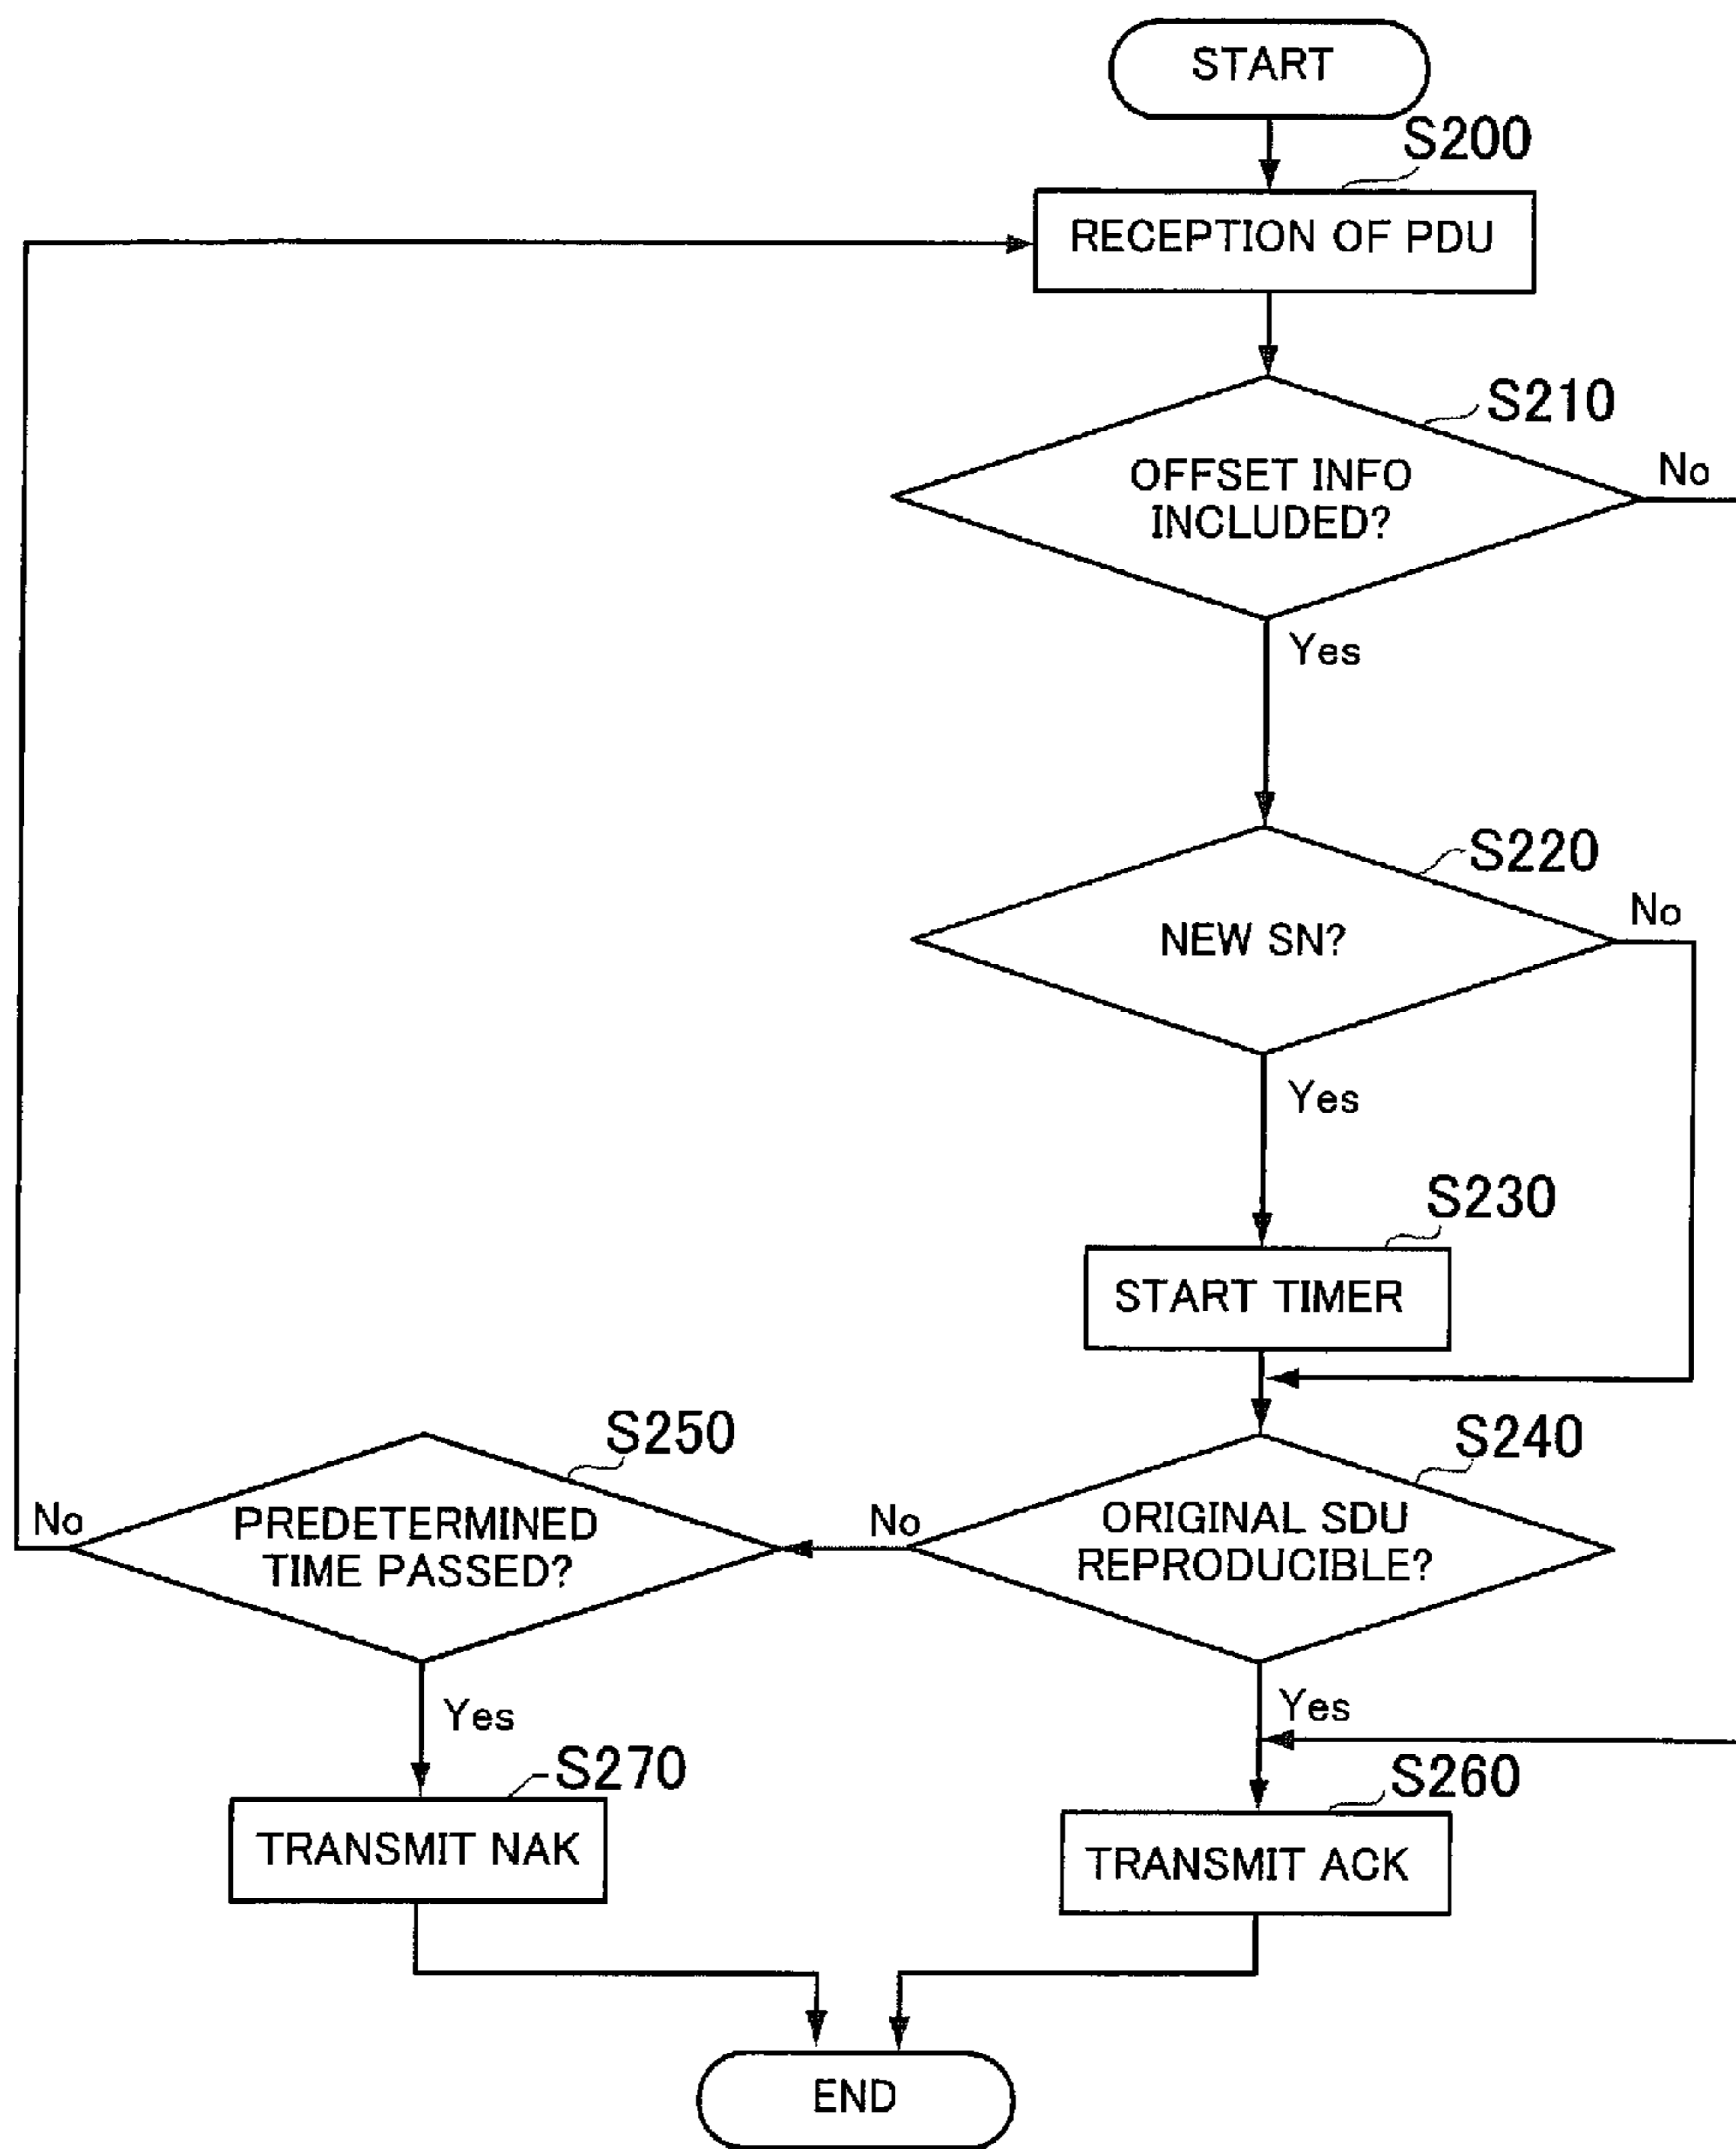 START
S200
RECEPTION OF PDU
S210
OFFSET INFO
INCLUDED?
No
Yes
S220
NEW SN?
No
Yes
S230
START TIMER
S240
ORIGINAL SDU
REPRODUCIBLE?
No
Yes
S250
PREDETERMINED
TIME PASSED?
No
Yes
S270
TRANSMIT NAK
S260
TRANSMIT ACK
END